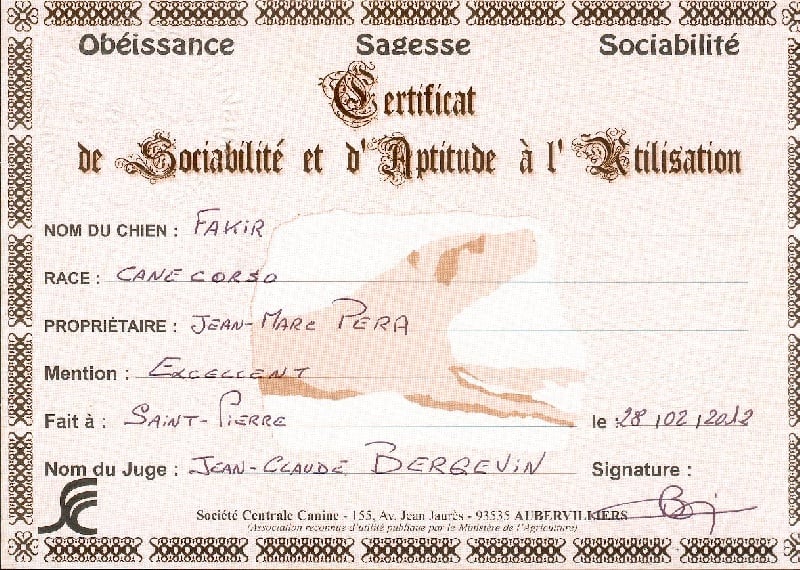 Obéissance Sagesse Sociabilité
Certificat
de Sociabilité et d'Aptitude à l'Utilisation
NOM DU CHIEN : FAKIR
RACE : CANE CORSO
PROPRIÉTAIRE : JEAN-MARC PERA
Mention : EXCELLENT
Fait à : SAINT-PIERRE le : 28/02/2012
Nom du Juge : JEAN-CLAUDE BERGEVIN Signature :
Société Centrale Canine - 155, Av. Jean Jaurès - 93535 AUBERVILLIERS
(Association reconnue d'utilité publique par le Ministère de l'Agriculture)